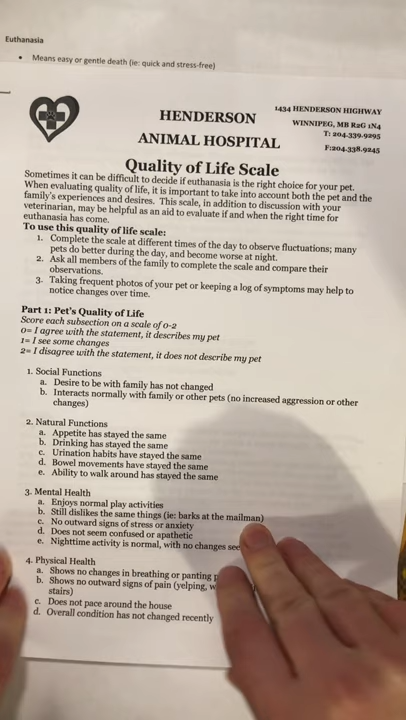 Euthanasia
• Means easy or gentle death (ie: quick and stress-free)
HENDERSON
ANIMAL HOSPITAL
1434 HENDERSON HIGHWAY
WINNIPEG, MB R2G 1N4
T: 204-339-9295
F:204.338.9245
Quality of Life Scale
Sometimes it can be difficult to decide if euthanasia is the right choice for your pet.
When evaluating quality of life, it is important to take into account both the pet and the
family's experiences and desires. This scale, in addition to discussion with your
veterinarian, may be helpful as an aid to evaluate if and when the right time for
euthanasia has come.
To use this quality of life scale:
1. Complete the scale at different times of the day to observe fluctuations; many
pets do better during the day, and become worse at night.
2. Ask all members of the family to complete the scale and compare their
observations.
3. Taking frequent photos of your pet or keeping a log of symptoms may help to
notice changes over time.
Part 1: Pet's Quality of Life
Score each subsection on a scale of 0-2
0= I agree with the statement, it describes my pet
1= I see some changes
2= I disagree with the statement, it does not describe my pet
1. Social Functions
a. Desire to be with family has not changed
b. Interacts normally with family or other pets (no increased aggression or other
changes)
2. Natural Functions
a. Appetite has stayed the same
b. Drinking has stayed the same
c. Urination habits have stayed the same
d. Bowel movements have stayed the same
e. Ability to walk around has stayed the same
3. Mental Health
a. Enjoys normal play activities
b. Still dislikes the same things (ie: barks at the mailman)
c. No outward signs of stress or anxiety
d. Does not seem confused or apathetic
e. Nighttime activity is normal, with no changes see
4. Physical Health
a. Shows no changes in breathing or panting
b. Shows no outward signs of pain (yelping,
stairs)
c. Does not pace around the house
d. Overall condition has not changed recently